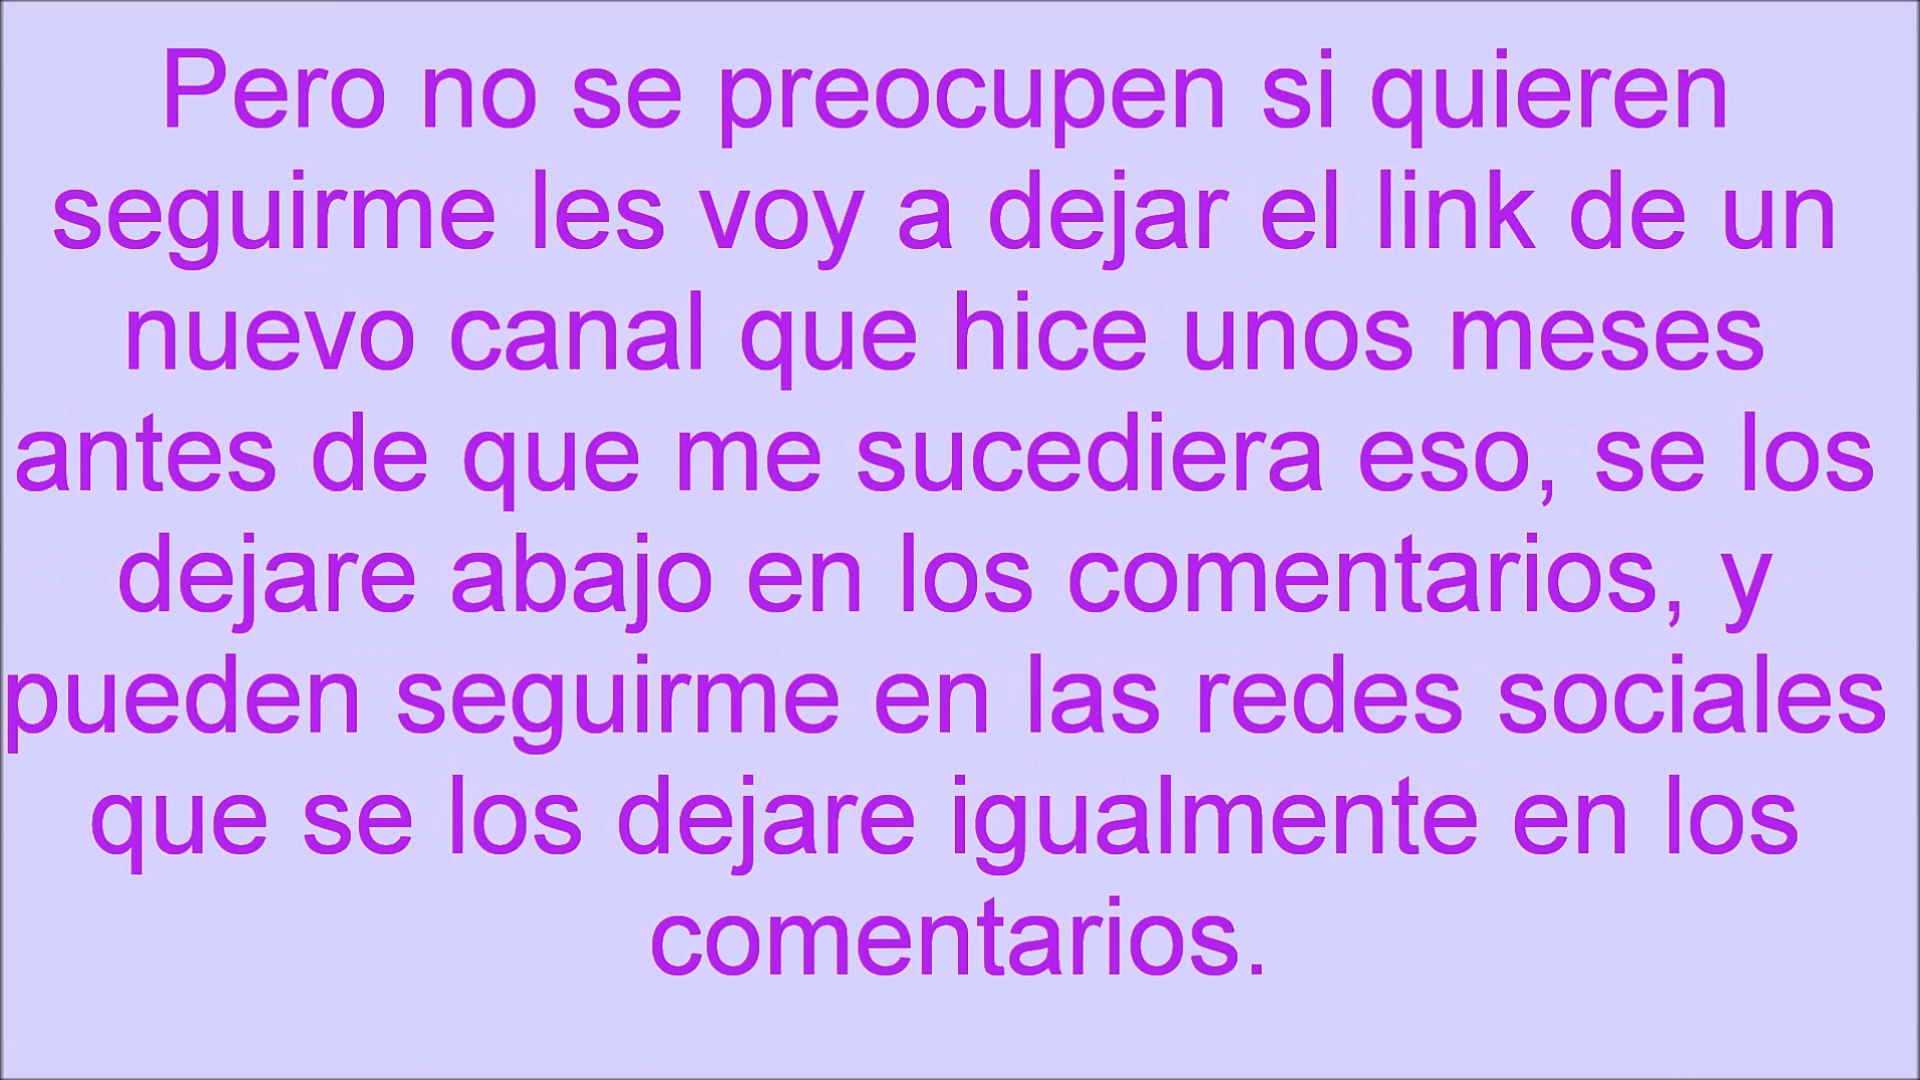 Pero no se preocupen si quieren
seguirme les voy a dejar el link de un
nuevo canal que hice unos meses
antes de que me sucediera eso, se los
dejare abajo en los comentarios, y
pueden seguirme en las redes sociales
que se los dejare igualmente en los
comentarios.